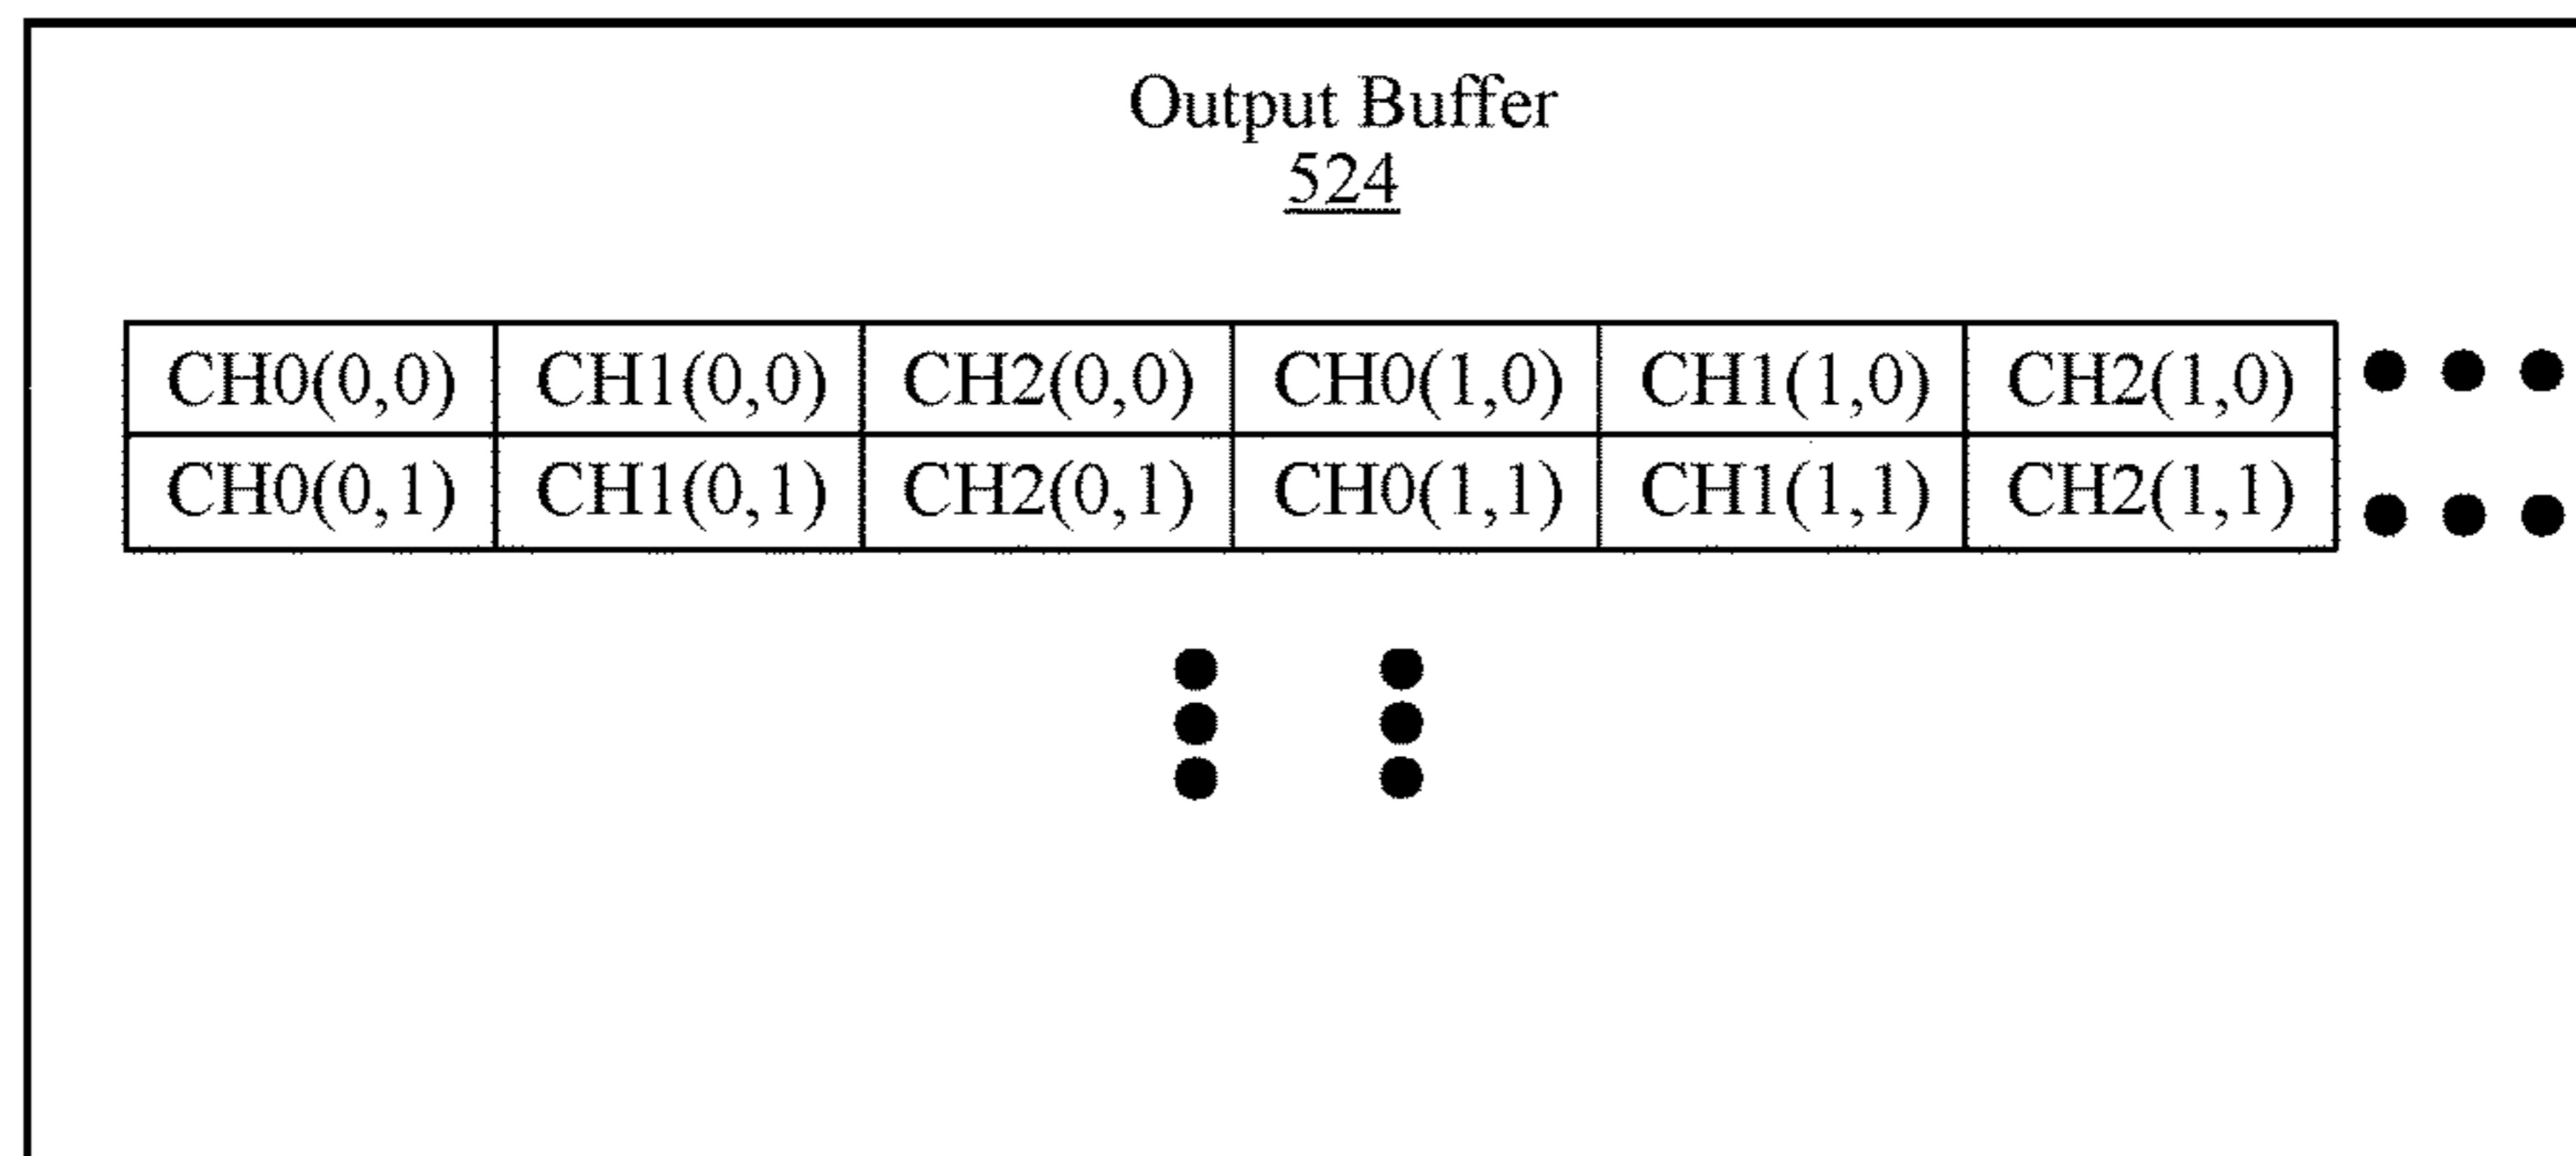 Output Buffer
524
CH0(0,0) CH1(0,0) CH2(0,0) CH0(1,0) CH1(1,0) CH2(1,0)
CH0(0,1) CH1(0,1) CH2(0,1) CH0(1,1) CH1(1,1) CH2(1,1)